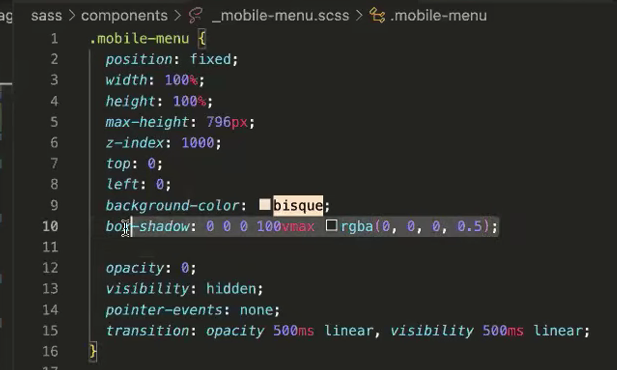 sass > components > _mobile-menu.scss > .mobile-menu
1 .mobile-menu {
2 position: fixed;
3 width: 100%;
4 height: 100%;
5 max-height: 796px;
6 z-index: 1000;
7 top: 0;
8 left: 0;
9 background-color: bisque;
10 box-shadow: 0 0 0 100vmax rgba(0, 0, 0, 0.5);
11
12 opacity: 0;
13 visibility: hidden;
14 pointer-events: none;
15 transition: opacity 500ms linear, visibility 500ms linear;
16 }